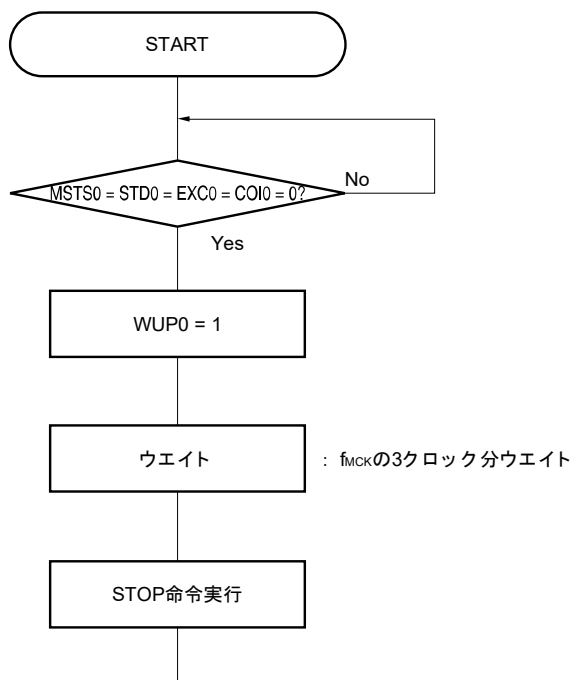 START
MSTS0 = STD0 = EXC0 = COI0 = 0?
No
Yes
WUP0 = 1
ウエイト
: fMCKの3クロック分ウエイト
STOP命令実行